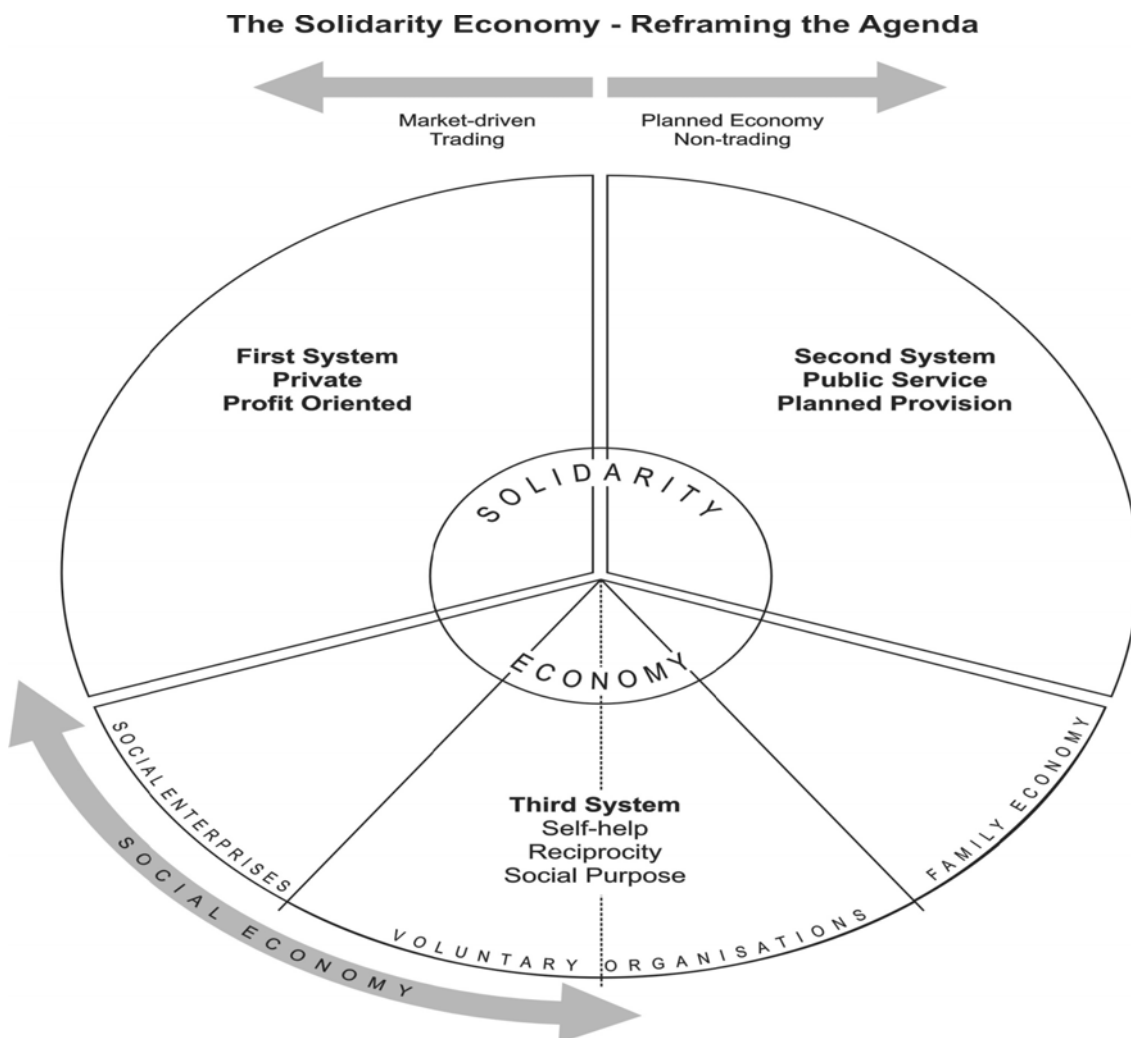 The Solidarity Economy - Reframing the Agenda
Market-driven
Trading
Planned Economy
Non-trading
First System
Private
Profit Oriented
Second System
Public Service
Planned Provision
SOLIDARITY
ECONOMY
Third System
Self-help
Reciprocity
Social Purpose
SOCIAL ENTERPRISES
VOLUNTARY ORGANISATIONS
FAMILY ECONOMY
SOCIAL ECONOMY